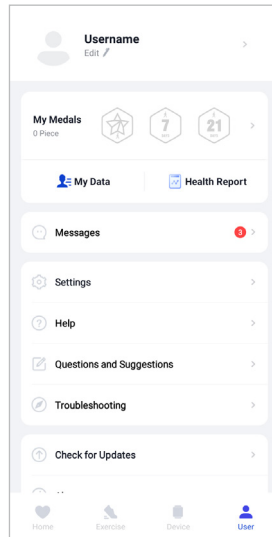 Username
Edit
My Medals
0 Piece
7
21
My Data
Health Report
Messages
3
Settings
Help
Questions and Suggestions
Troubleshooting
Check for Updates
Home
Exercise
Device
User